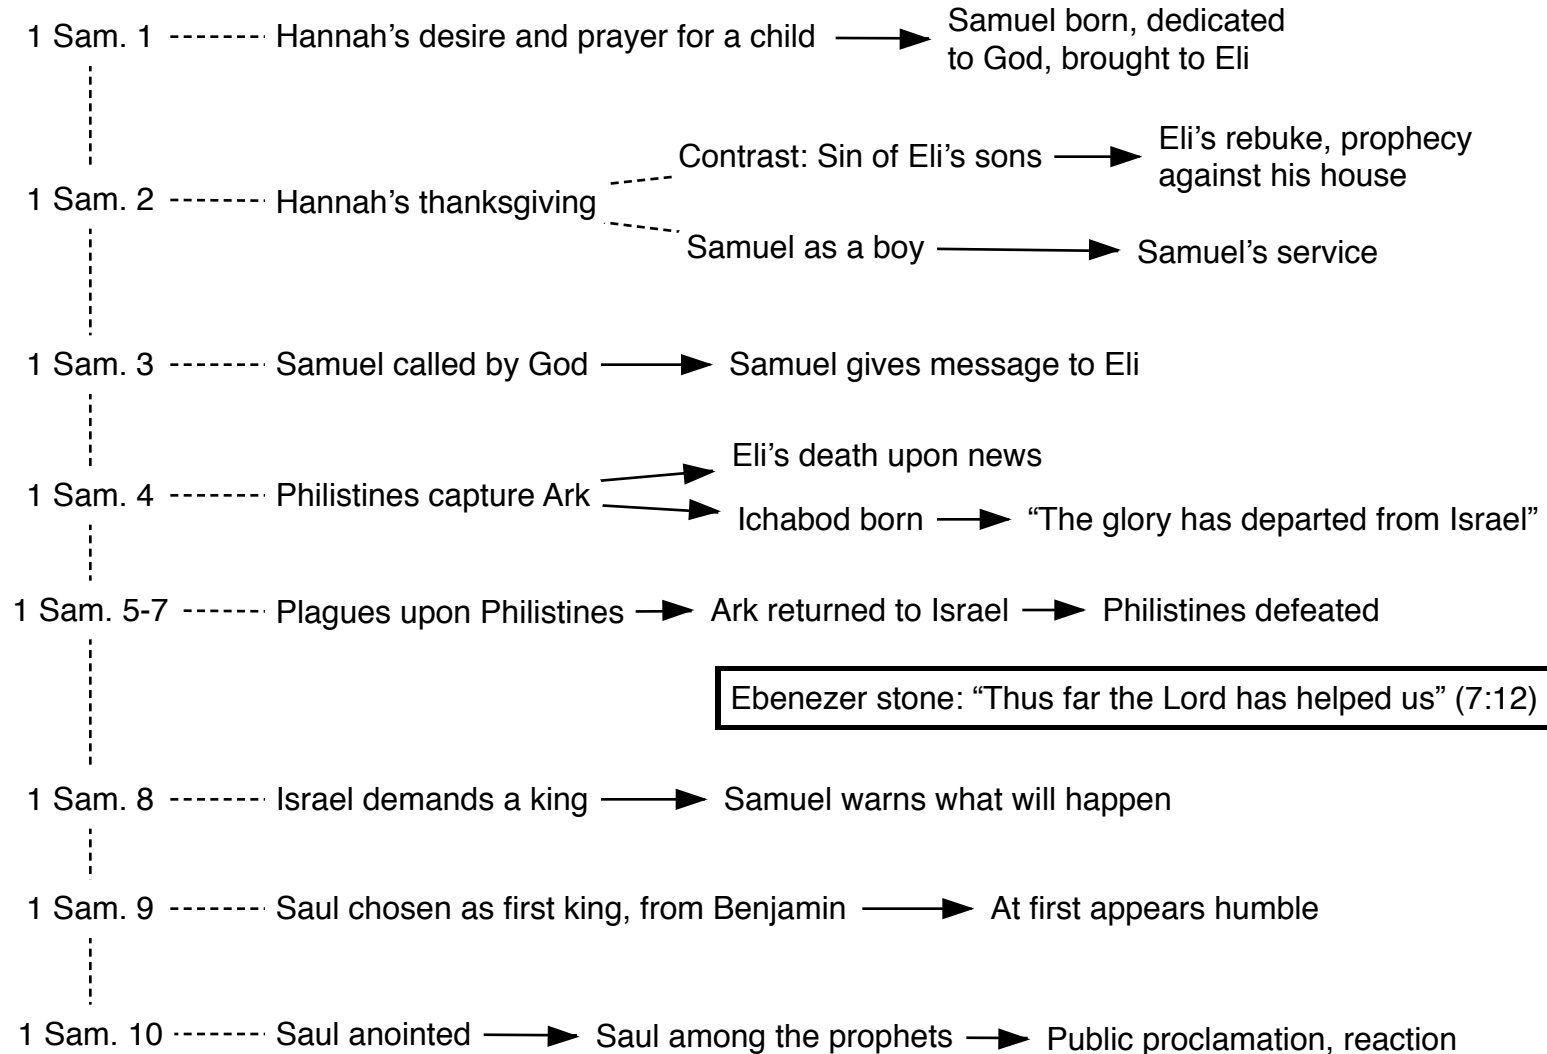 1 Sam. 1
Hannah’s desire and prayer for a child
Samuel born, dedicated
to God, brought to Eli
1 Sam. 2
Hannah’s thanksgiving
Contrast: Sin of Eli’s sons
Eli’s rebuke, prophecy
against his house
Samuel as a boy
Samuel’s service
1 Sam. 3
Samuel called by God
Samuel gives message to Eli
1 Sam. 4
Philistines capture Ark
Eli’s death upon news
Ichabod born
“The glory has departed from Israel”
1 Sam. 5-7
Plagues upon Philistines
Ark returned to Israel
Philistines defeated
Ebenezer stone: “Thus far the Lord has helped us” (7:12)
1 Sam. 8
Israel demands a king
Samuel warns what will happen
1 Sam. 9
Saul chosen as first king, from Benjamin
At first appears humble
1 Sam. 10
Saul anointed
Saul among the prophets
Public proclamation, reaction